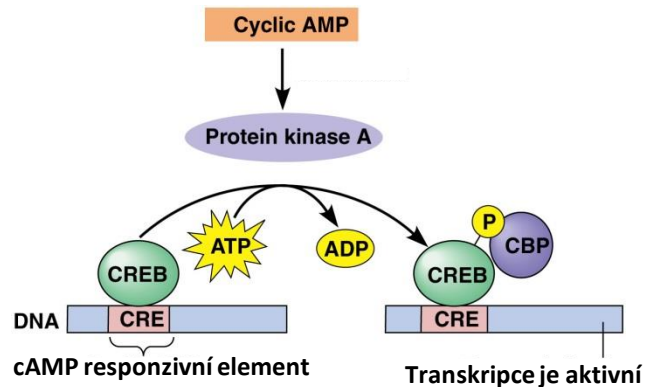 Cyclic AMP
Protein kinase A
ATP
ADP
P
CBP
CREB
CREB
DNA
CRE
CRE
cAMP responzivní element
Transkripce je aktivní